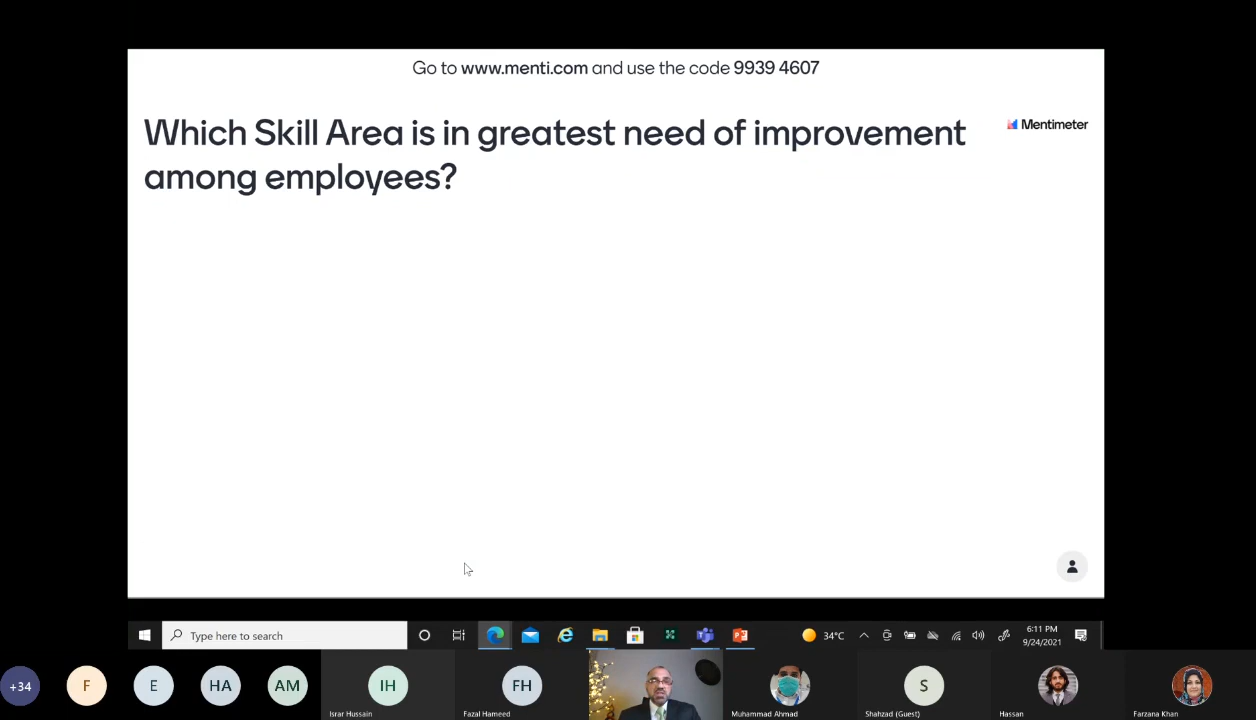 Go to www.menti.com and use the code 9939 4607
Which Skill Area is in greatest need of improvement
among employees?
Mentimeter
Type here to search
34°C
6:11 PM
9/24/2021
+34
F
E
HA
AM
IH
FH
S
Israr Hussain
Fazal Hameed
Muhammad Ahmad
Shahzad (Guest)
Hassan
Farzana Khan